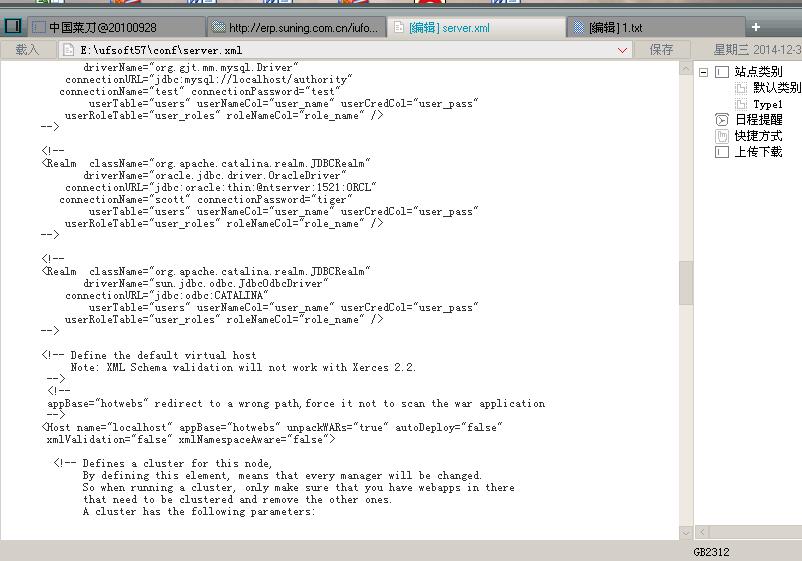 中国菜刀@20100928
http://erp.suning.com.cn/iufo...
[编辑] server.xml
[编辑] 1.txt
载入
E:\ufsoft57\conf\server.xml
保存
星期三 2014-12-3
driverName="org.gjt.mm.mysql.Driver"
connectionURL="jdbc:mysql://localhost/authority"
connectionName="test" connectionPassword="test"
userTable="users" userNameCol="user_name" userCredCol="user_pass"
userRoleTable="user_roles" roleNameCol="role_name" />
-->
<!--
<Realm  className="org.apache.catalina.realm.JDBCRealm"
driverName="oracle.jdbc.driver.OracleDriver"
connectionURL="jdbc:oracle:thin:@ntserver:1521:ORCL"
connectionName="scott" connectionPassword="tiger"
userTable="users" userNameCol="user_name" userCredCol="user_pass"
userRoleTable="user_roles" roleNameCol="role_name" />
-->
<!--
<Realm  className="org.apache.catalina.realm.JDBCRealm"
driverName="sun.jdbc.odbc.JdbcOdbcDriver"
connectionURL="jdbc:odbc:CATALINA"
userTable="users" userNameCol="user_name" userCredCol="user_pass"
userRoleTable="user_roles" roleNameCol="role_name" />
-->
<!-- Define the default virtual host
Note: XML Schema validation will not work with Xerces 2.2.
-->
<!--
appBase="hotwebs" redirect to a wrong path,force it not to scan the war application
-->
<Host name="localhost" appBase="hotwebs" unpackWARs="true" autoDeploy="false"
xmlValidation="false" xmlNamespaceAware="false">
<!-- Defines a cluster for this node,
By defining this element, means that every manager will be changed.
So when running a cluster, only make sure that you have webapps in there
that need to be clustered and remove the other ones.
A cluster has the following parameters:
站点类别
默认类别
Type1
日程提醒
快捷方式
上传下载
GB2312